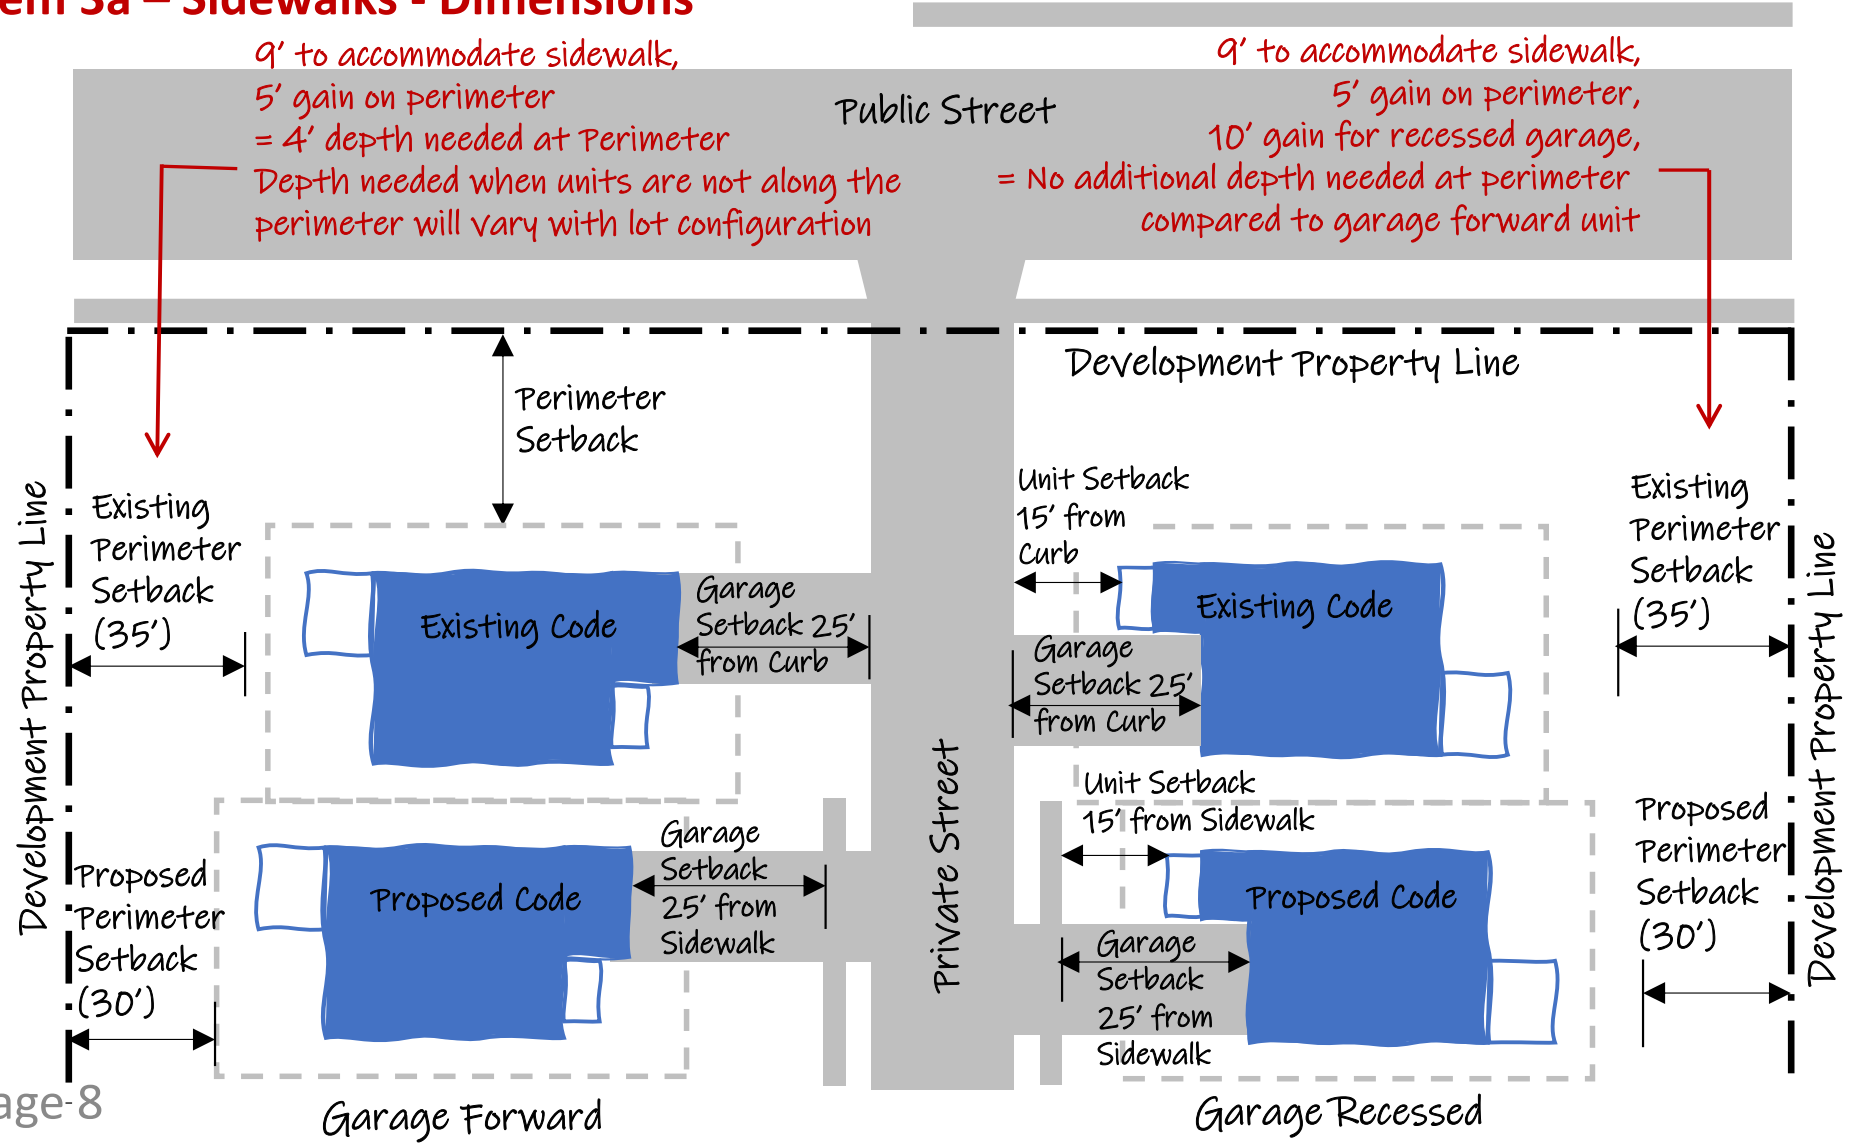 em 3a – Sidewalks - Dimensions
9' to accommodate sidewalk,
5' gain on perimeter
= 4' depth needed at Perimeter
Depth needed when units are not along the
perimeter will vary with lot configuration
Public Street
9' to accommodate sidewalk,
5' gain on perimeter,
10' gain for recessed garage,
= No additional depth needed at perimeter
compared to garage forward unit
Development Property Line
Perimeter
Setback
Development Property Line
Existing
Perimeter
Setback
(35')
Existing Code
Garage
Setback 25'
from Curb
Unit Setback
15' from
Curb
Existing Code
Garage
Setback 25'
from Curb
Existing
Perimeter
Setback
(35')
Development Property Line
Proposed
Perimeter
Setback
(30')
Proposed Code
Garage
Setback
25' from
Sidewalk
Private Street
Unit Setback
15' from Sidewalk
Proposed Code
Garage
Setback
25' from
Sidewalk
Proposed
Perimeter
Setback
(30')
age-8
Garage Forward
Garage Recessed